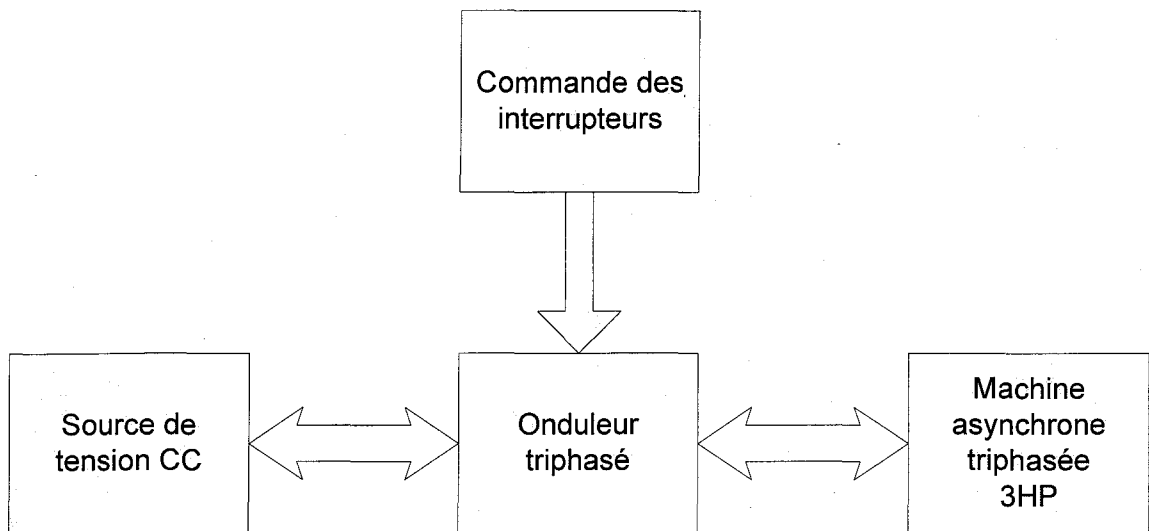 Commande des
interrupteurs
Source de
tension CC
Onduleur
triphasé
Machine
asynchrone
triphasée
3HP